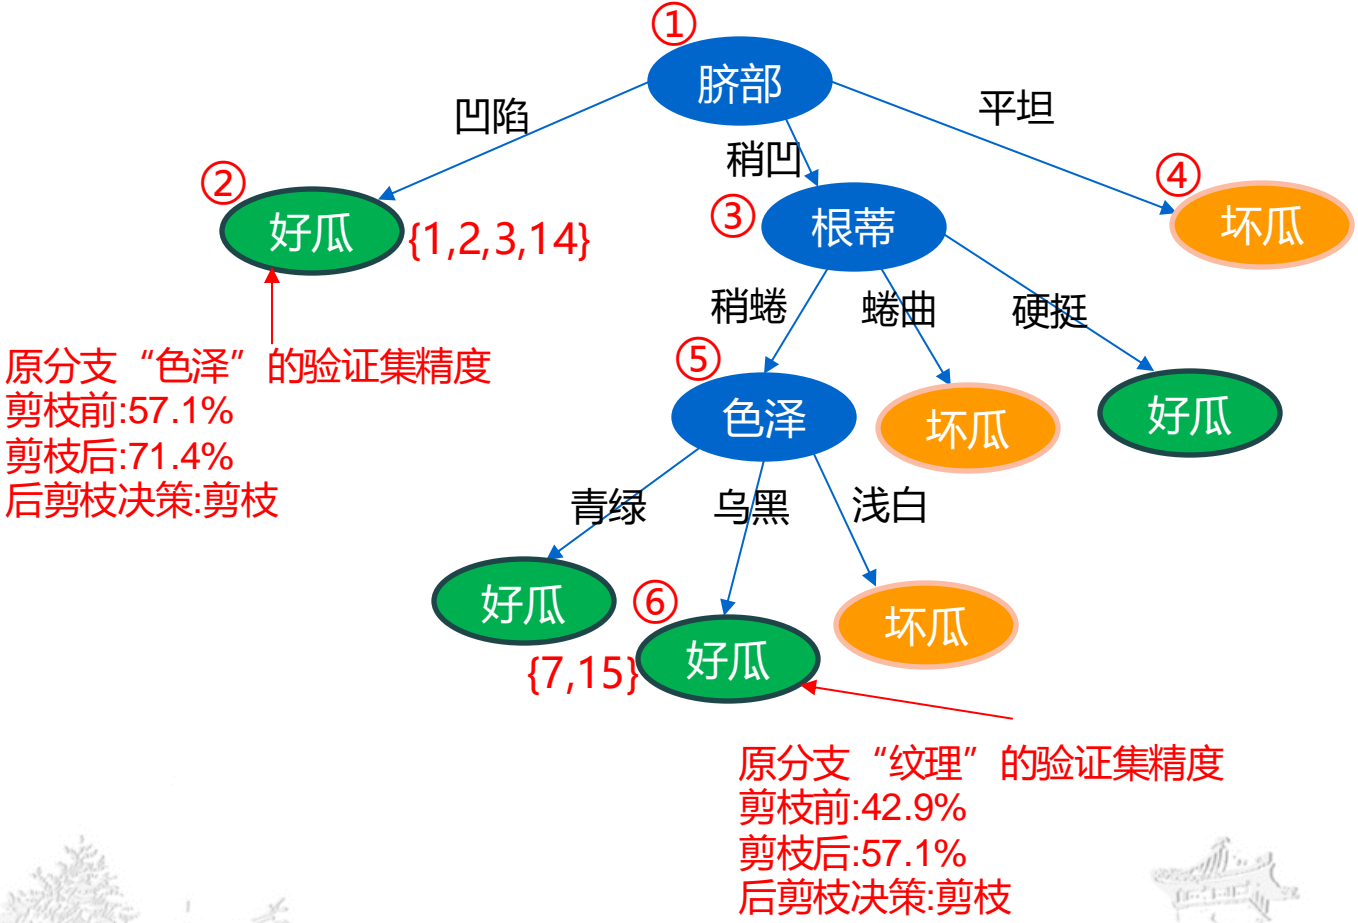 ①
脐部
凹陷
稍凹
平坦
②
好瓜
{1,2,3,14}
③
根蒂
④
坏瓜
稍蜷
蜷曲
硬挺
原分支“色泽”的验证集精度
剪枝前:57.1%
剪枝后:71.4%
后剪枝决策:剪枝
⑤
色泽
坏瓜
好瓜
青绿
乌黑
浅白
好瓜
⑥
好瓜
{7,15}
坏瓜
原分支“纹理”的验证集精度
剪枝前:42.9%
剪枝后:57.1%
后剪枝决策:剪枝